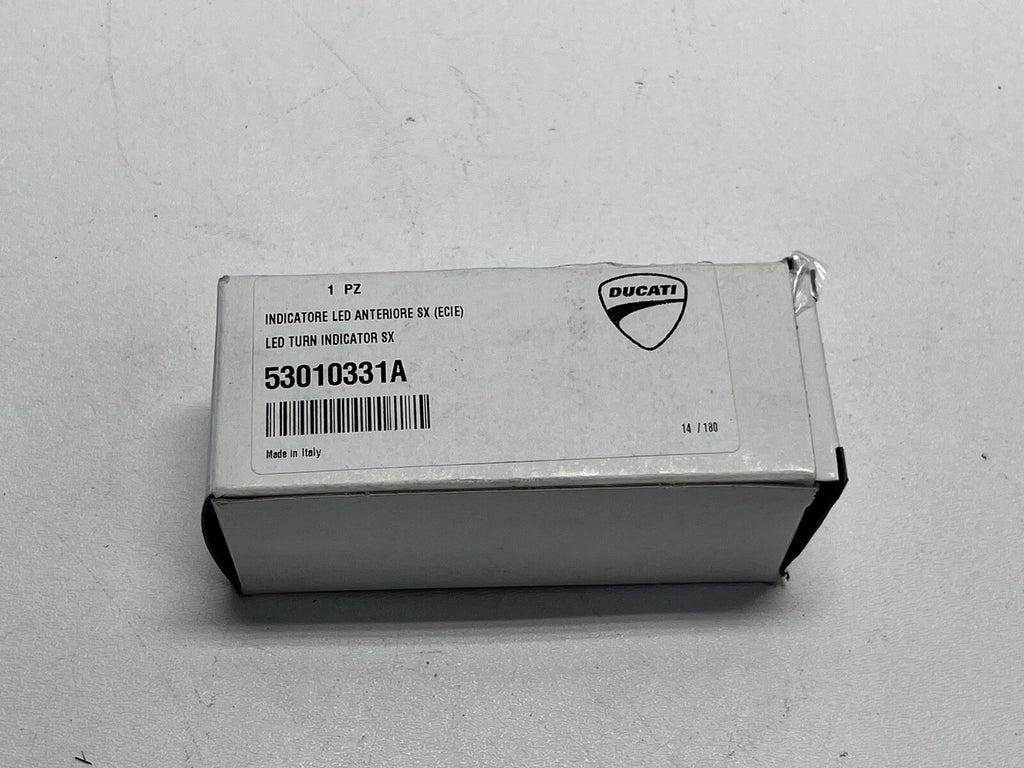 1 PZ
DUCATI
INDICATORE LED ANTERIORE SX (ECIE)
LED TURN INDICATOR SX
53010331A
14 / 180
Made in Italy